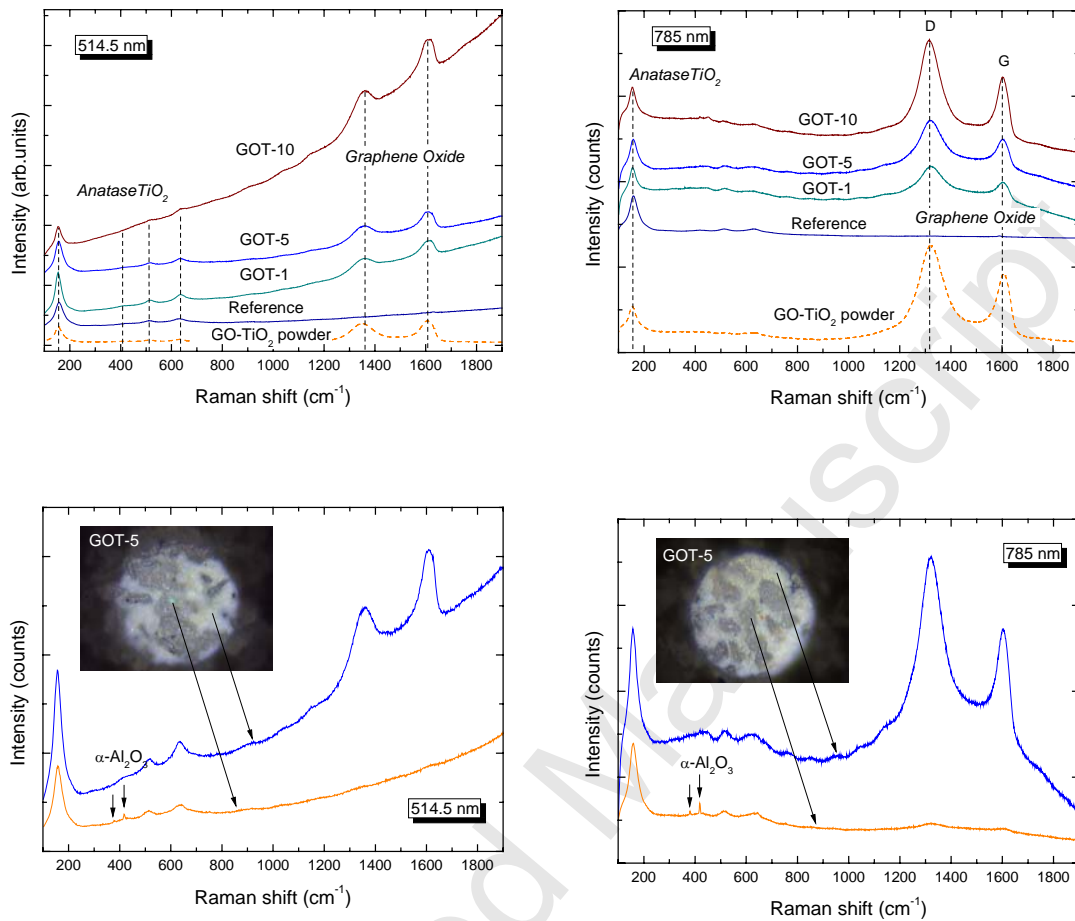 514.5 nm
Intensity (arb.units)
GOT-10
Graphene Oxide
AnataseTiO2
GOT-5
GOT-1
Reference
GO-TiO2 powder
200 400 600 800 1000 1200 1400 1600 1800
Raman shift (cm-1)
785 nm
D
G
AnataseTiO2
Intensity (counts)
GOT-10
GOT-5
GOT-1
Reference
Graphene Oxide
GO-TiO2 powder
200 400 600 800 1000 1200 1400 1600 1800
Raman shift (cm-1)
GOT-5
Intensity (counts)
α-Al2O3
514.5 nm
200 400 600 800 1000 1200 1400 1600 1800
Raman shift (cm-1)
GOT-5
785 nm
Intensity (counts)
α-Al2O3
200 400 600 800 1000 1200 1400 1600 1800
Raman shift (cm-1)
d Manuscript